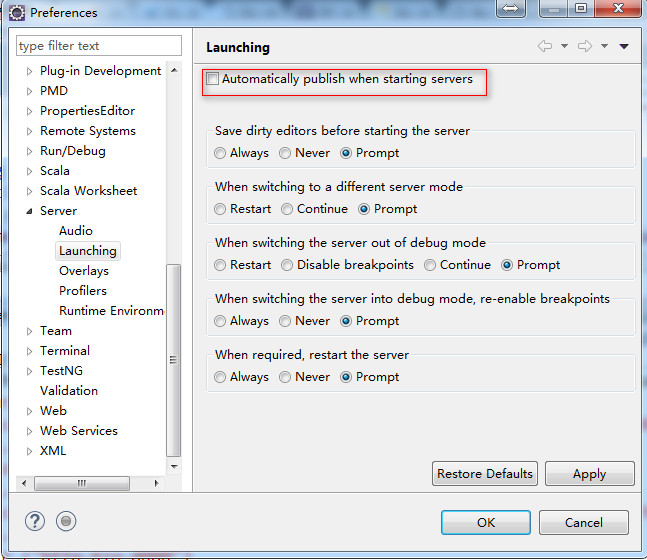 Preferences
type filter text
Plug-in Development
PMD
PropertiesEditor
Remote Systems
Run/Debug
Scala
Scala Worksheet
Server
Audio
Launching
Overlays
Profilers
Runtime Environm
Team
Terminal
TestNG
Validation
Web
Web Services
XML
Launching
Automatically publish when starting servers
Save dirty editors before starting the server
Always Never Prompt
When switching to a different server mode
Restart Continue Prompt
When switching the server out of debug mode
Restart Disable breakpoints Continue Prompt
When switching the server into debug mode, re-enable breakpoints
Always Never Prompt
When required, restart the server
Always Never Prompt
Restore Defaults Apply
OK Cancel